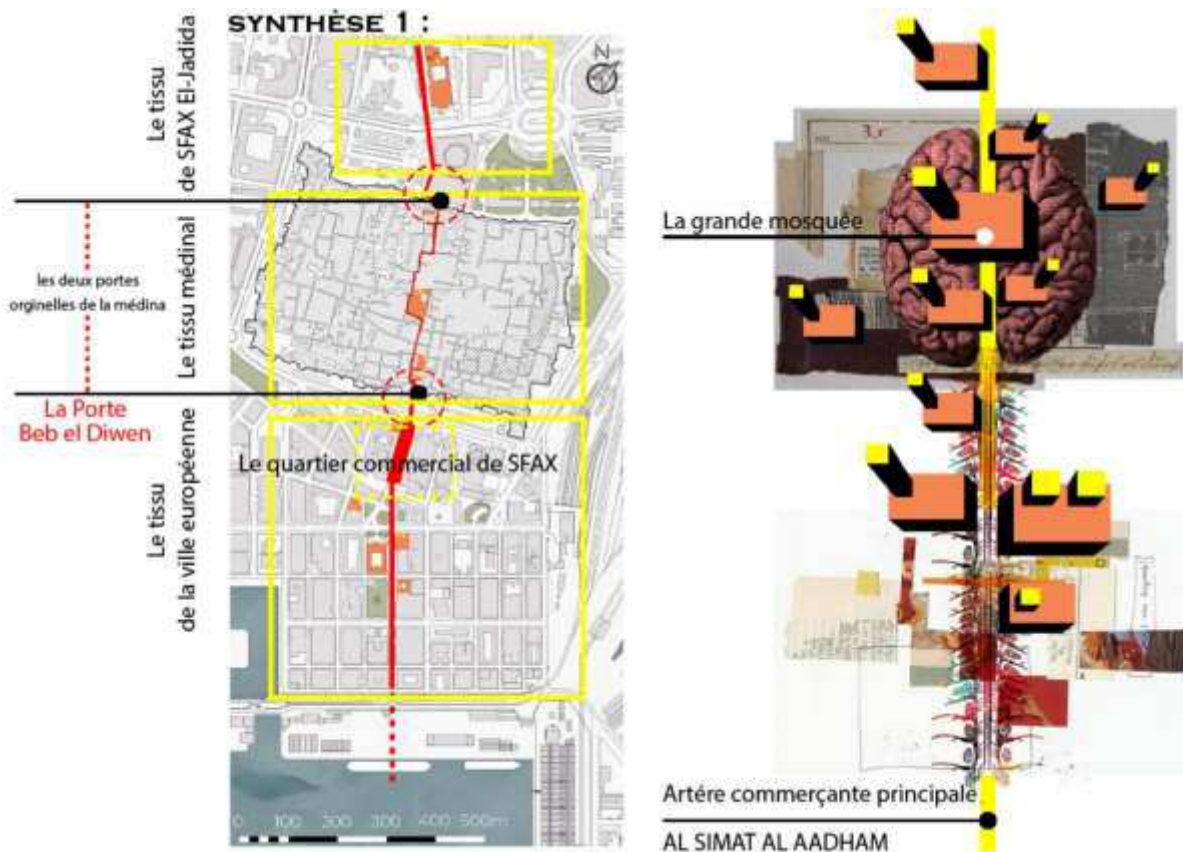 SYNTHÈSE 1 :
Le tissu
de SFAX El-Jadida
N
les deux portes
orginelles de la médina
Le tissu médinal
La Porte
Beb el Diwen
Le quartier commercial de SFAX
Le tissu
de la ville européenne
0 100 200 300 400 500m
La grande mosquée
Artére commerçante principale
AL SIMAT AL AADHAM